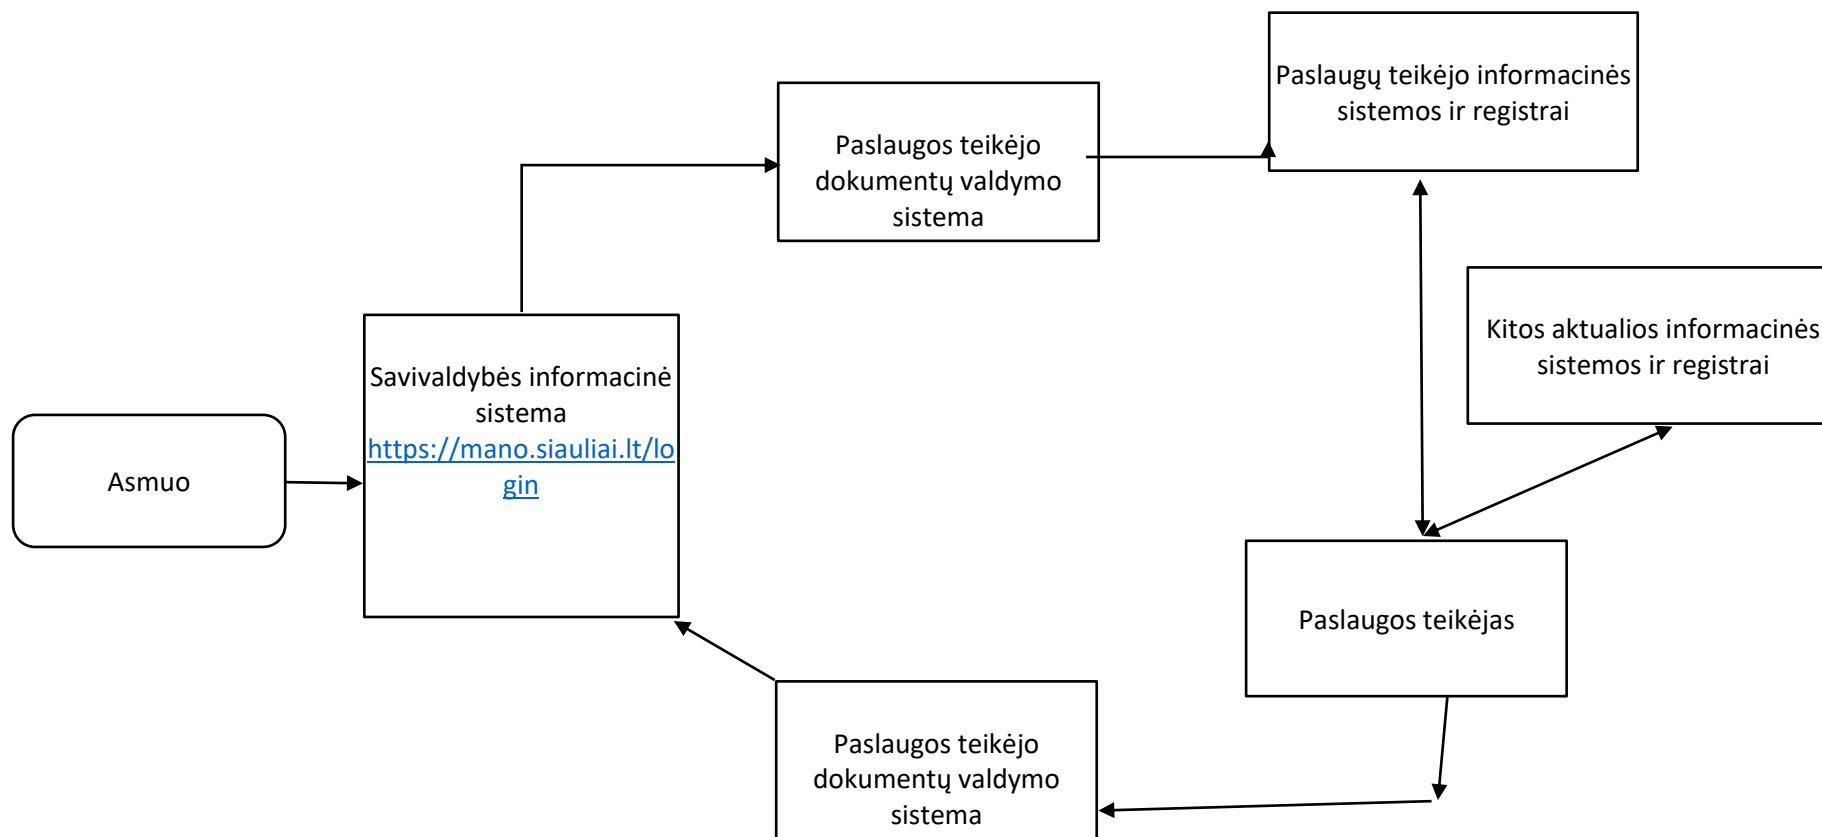 Paslaugų teikėjo informacinės
sistemos ir registrai
Paslaugos teikėjo
dokumentų valdymo
sistema
Kitos aktualios informacinės
sistemos ir registrai
Savivaldybės informacinė
sistema
https://mano.siauliai.lt/lo
gin
Asmuo
Paslaugos teikėjas
Paslaugos teikėjo
dokumentų valdymo
sistema